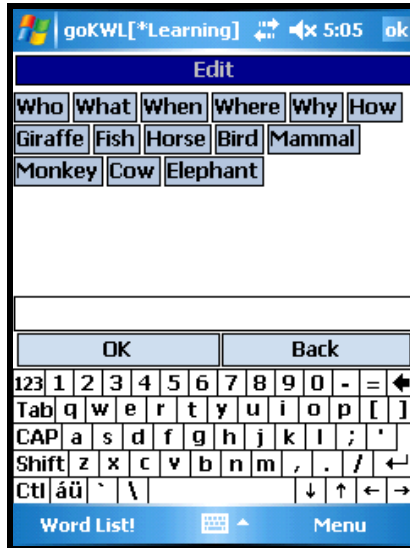 goKWL[*Learning] 5:05 ok
Edit
Who What When Where Why How
Giraffe Fish Horse Bird Mammal
Monkey Cow Elephant
OK Back
123 1 2 3 4 5 6 7 8 9 0 - =
Tab q w e r t y u i o p [ ]
CAP a s d f g h j k l ; '
Shift z x c v b n m , . /
Ctl áü ` \
Word List! Menu